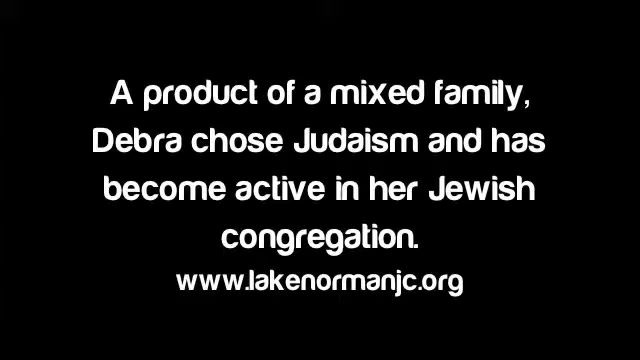 A product of a mixed family,
Debra chose Judaism and has
become active in her Jewish
congregation.
www.lakenormanjc.org